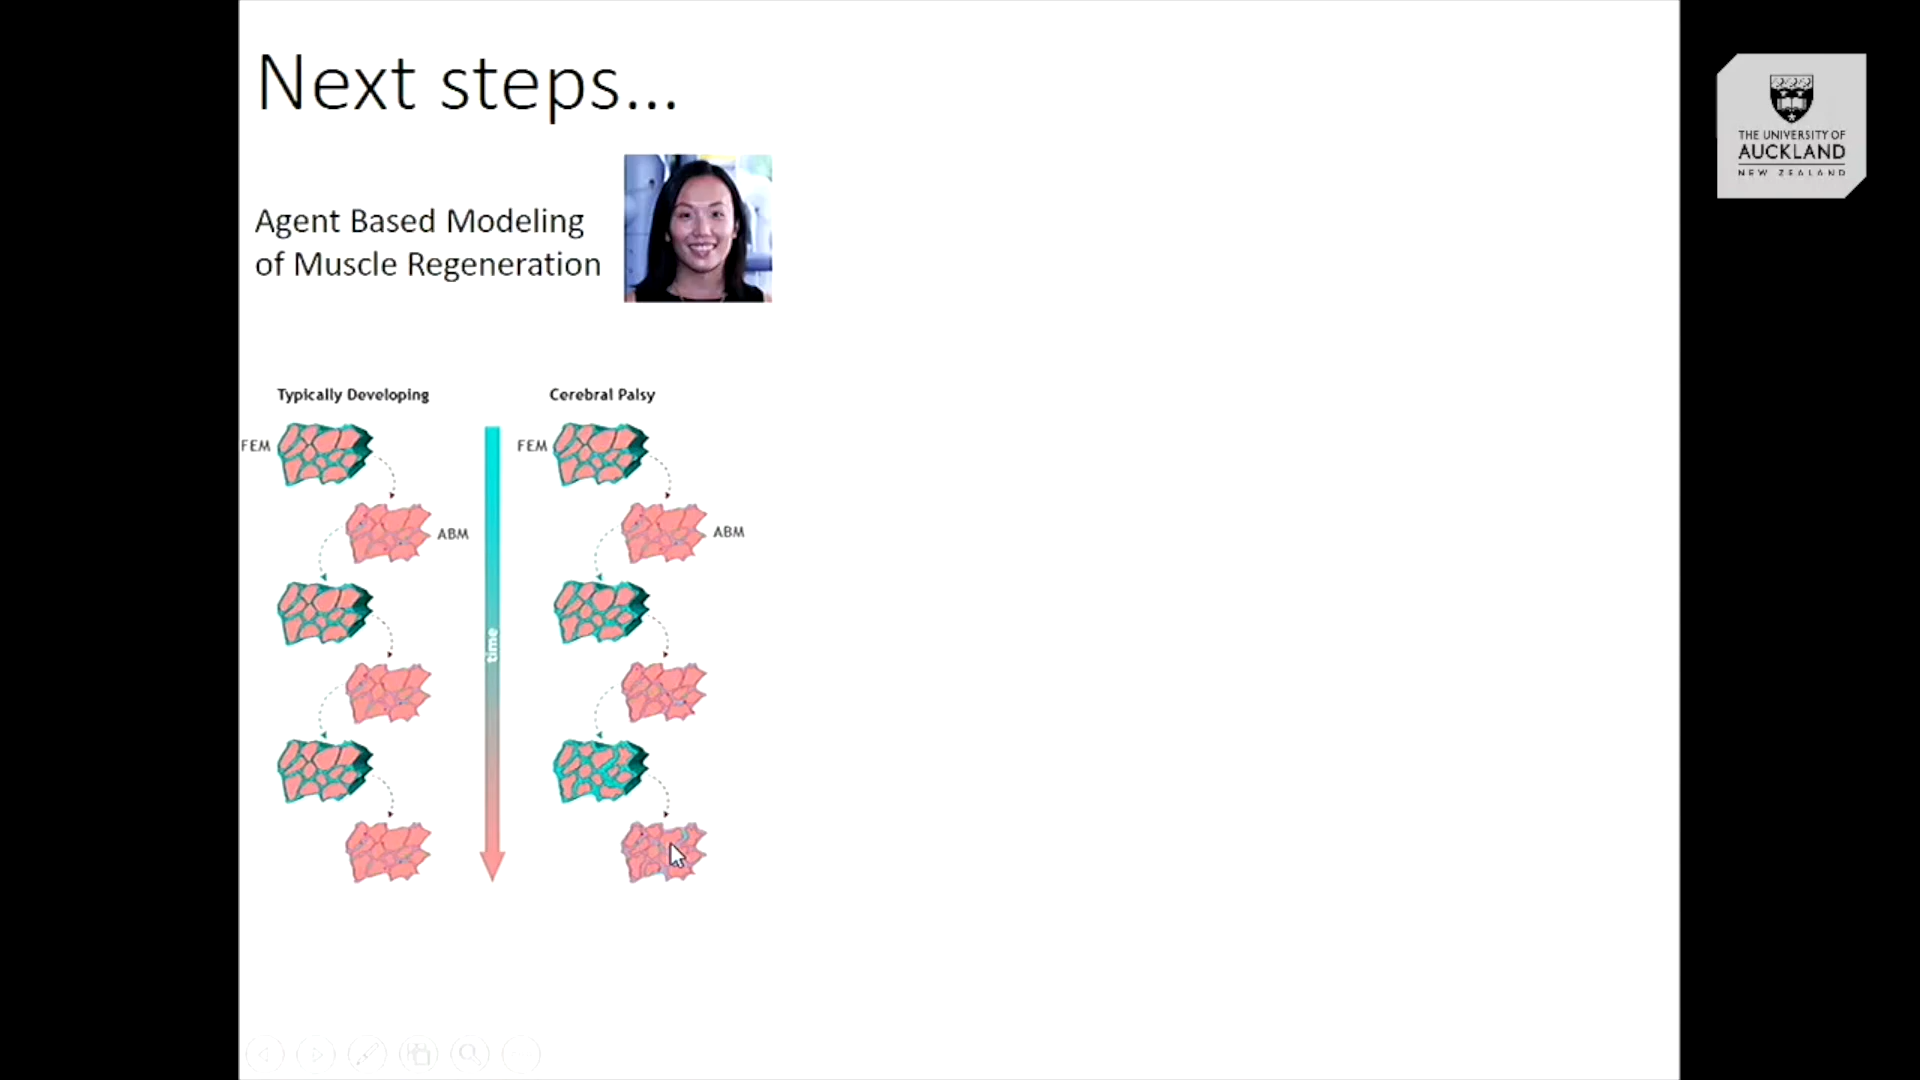 Next steps...
THE UNIVERSITY OF
AUCKLAND
NEW ZEALAND
Agent Based Modeling
of Muscle Regeneration
Typically Developing
Cerebral Palsy
FEM
FEM
ABM
ABM
time